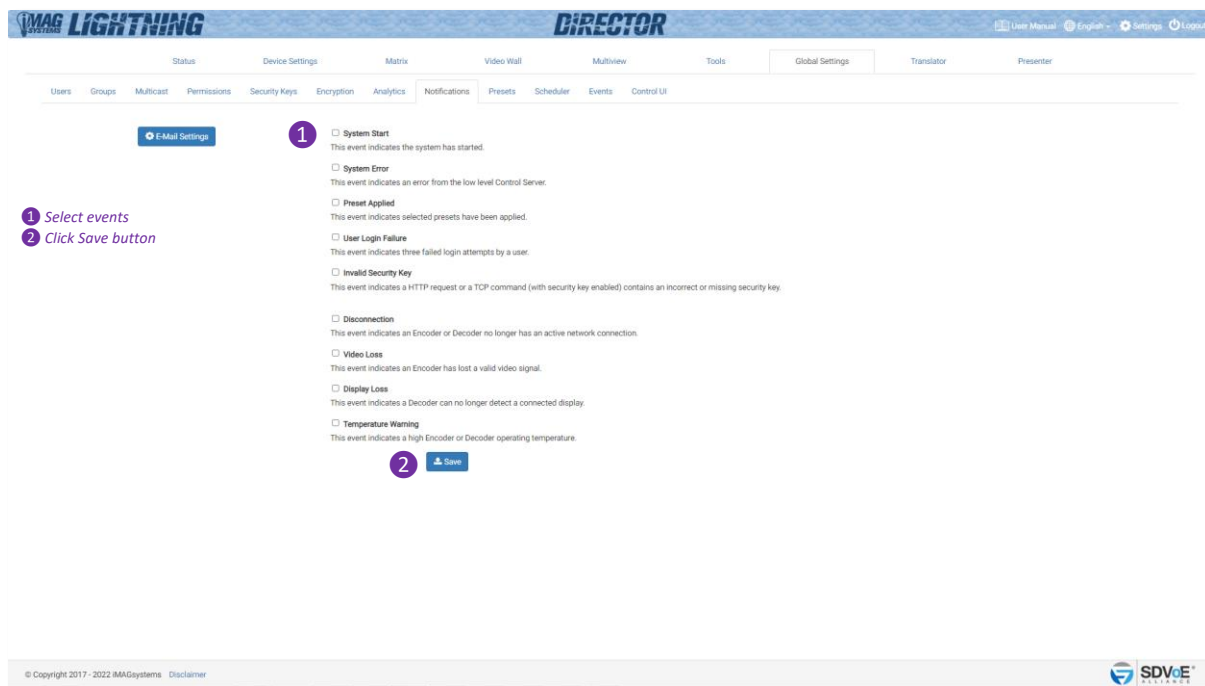 iMAG SYSTEMS LIGHTNING DIRECTOR User Manual English Settings Logout
Status Device Settings Matrix Video Wall Multiview Tools Global Settings Translator Presenter
Users Groups Multicast Permissions Security Keys Encryption Analytics Notifications Presets Scheduler Events Control UI
E-Mail Settings
1 Select events
2 Click Save button
1
System Start
This event indicates the system has started.
System Error
This event indicates an error from the low level Control Server.
Preset Applied
This event indicates selected presets have been applied.
User Login Failure
This event indicates three failed login attempts by a user.
Invalid Security Key
This event indicates a HTTP request or a TCP command (with security key enabled) contains an incorrect or missing security key.
Disconnection
This event indicates an Encoder or Decoder no longer has an active network connection.
Video Loss
This event indicates an Encoder has lost a valid video signal.
Display Loss
This event indicates a Decoder can no longer detect a connected display.
Temperature Warning
This event indicates a high Encoder or Decoder operating temperature.
2 Save
© Copyright 2017 - 2022 iMAGsystems Disclaimer
SDVoE
ALLIANCE